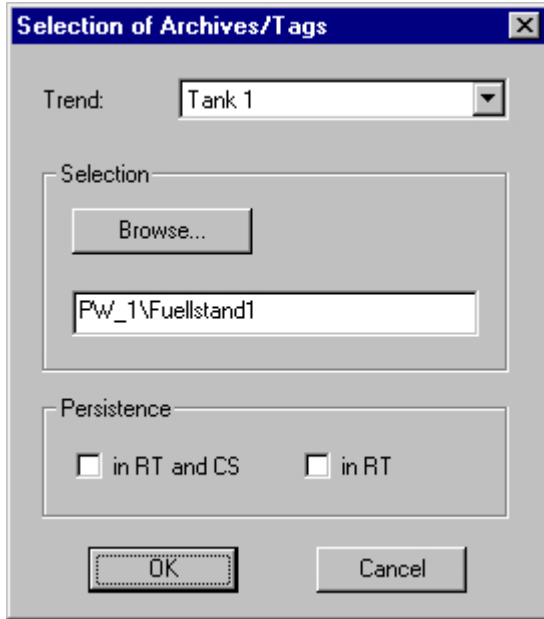 Selection of Archives/Tags
Trend: Tank 1
Selection
Browse...
PW_1\Fuellstand1
Persistence
in RT and CS in RT
OK Cancel